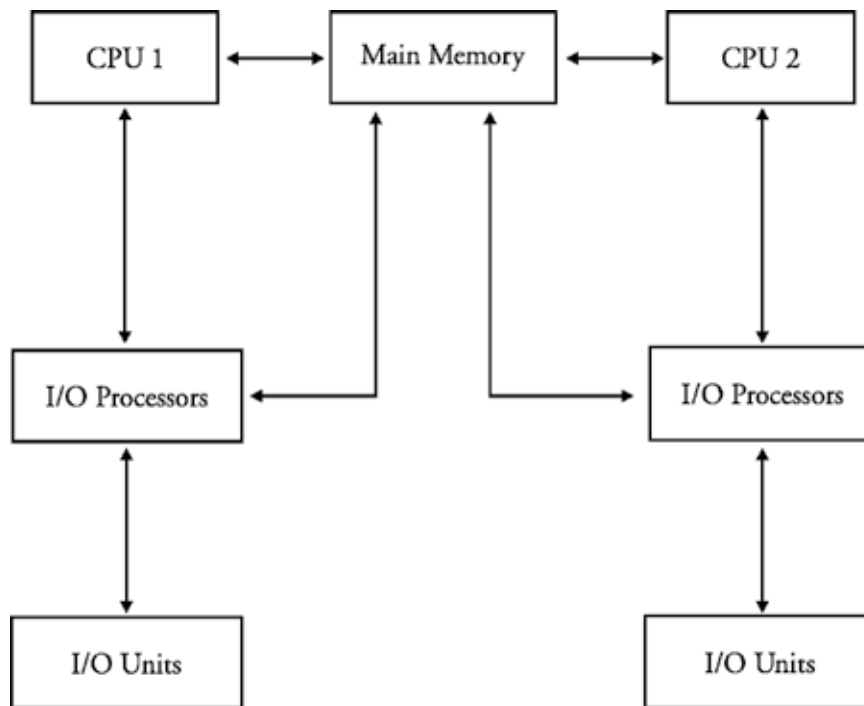 CPU 1
Main Memory
CPU 2
I/O Processors
I/O Processors
I/O Units
I/O Units